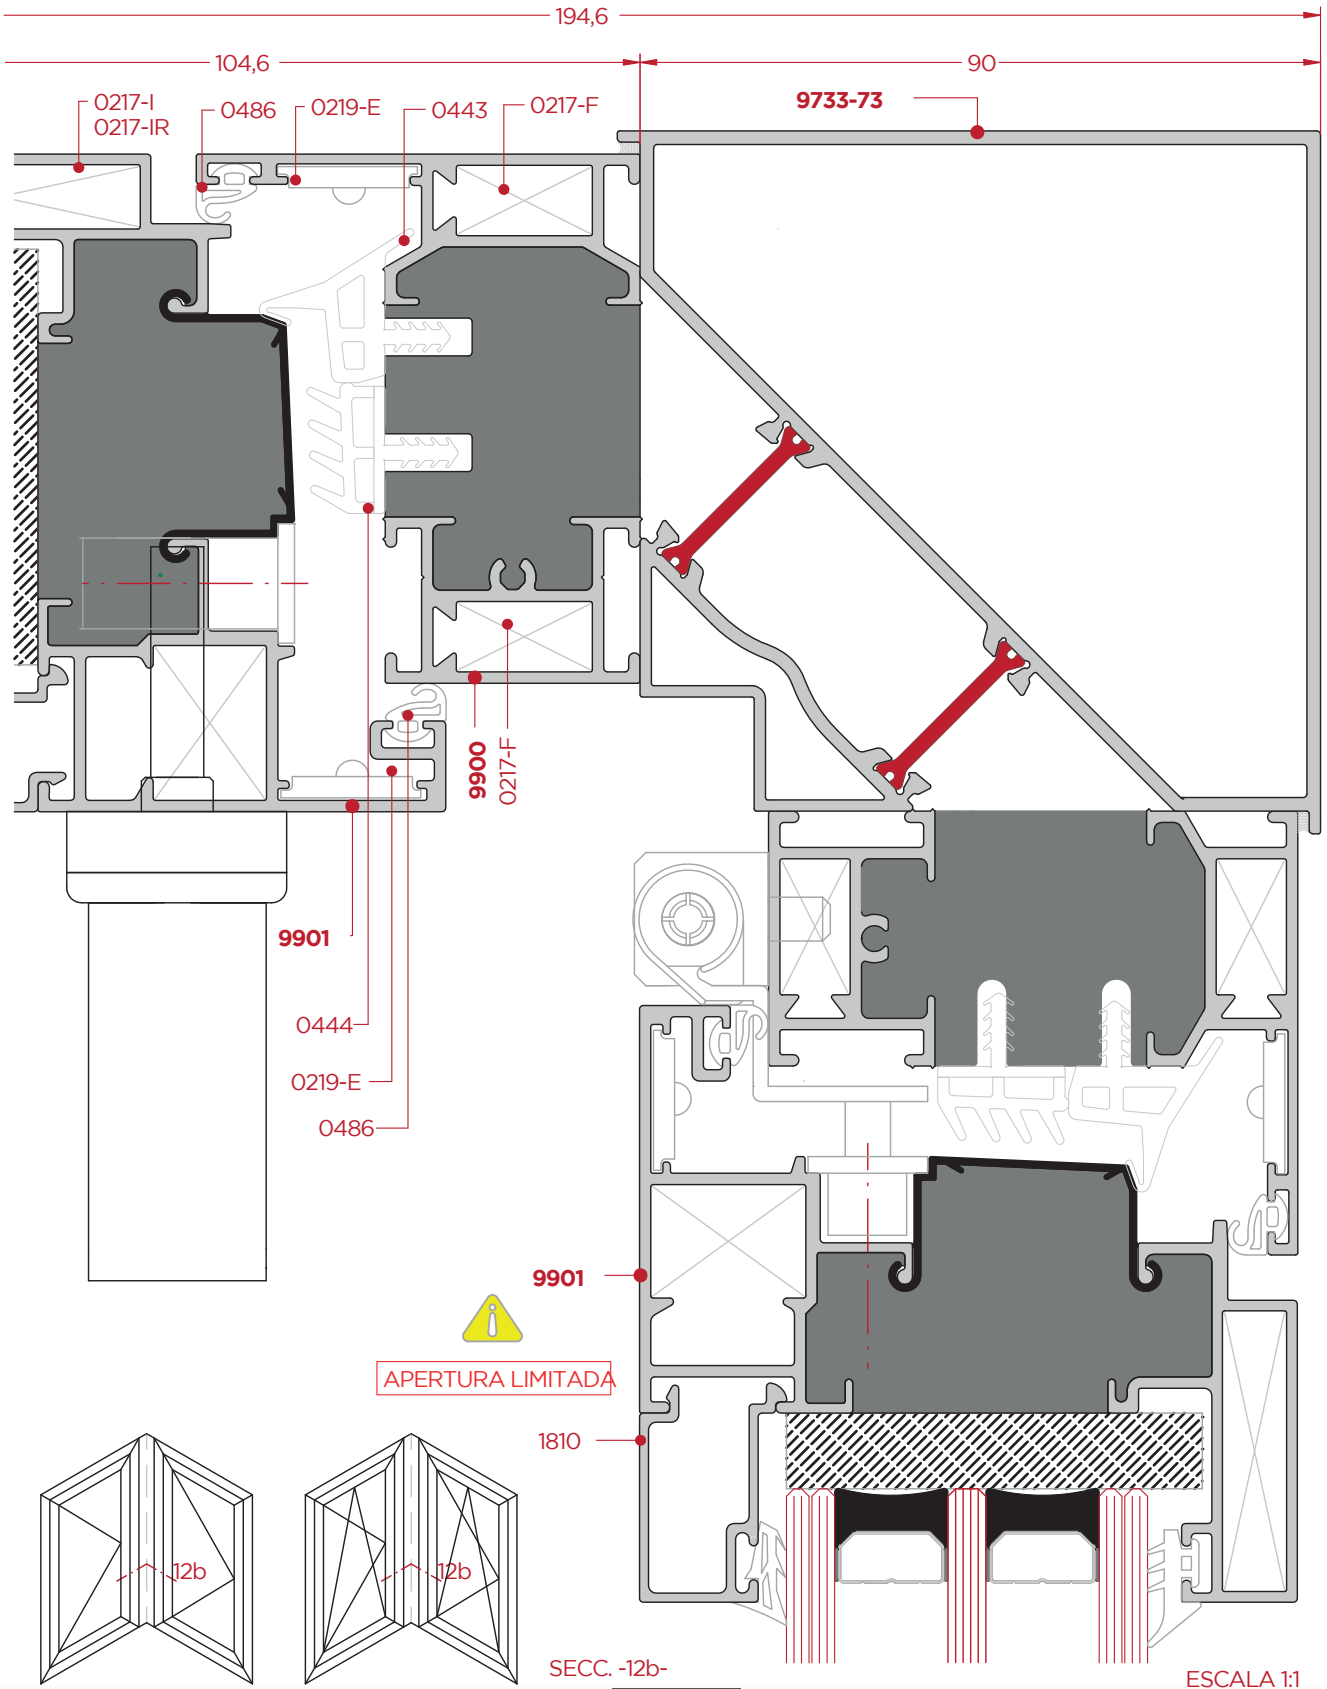 194,6
104,6
90
9733-73
0217-I
0217-IR
0486
0219-E
0443
0217-F
9900
0217-F
9901
0444
0219-E
0486
9901
APERTURA LIMITADA
1810
12b
12b
SECC. -12b-
ESCALA 1:1